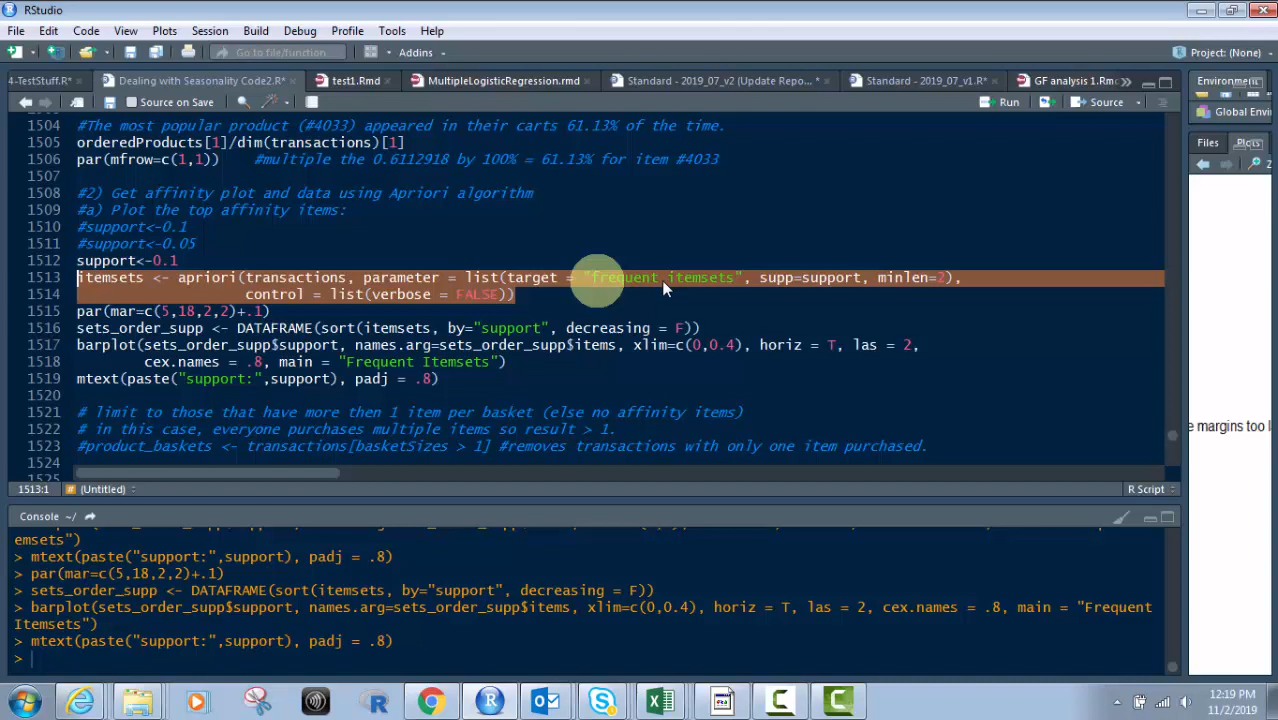 RStudio
File Edit Code View Plots Session Build Debug Profile Tools Help
Go to file/function Addins Project: (None)
4-TestStuff.R* Dealing with Seasonality Code2.R* test1.Rmd MultipleLogisticRegression.rmd Standard - 2019_07_v2 (Update Repo...* Standard - 2019_07_v1.R* GF analysis 1.Rmd Environment
Source on Save Run Source Global Envi
1504 #The most popular product (#4033) appeared in their carts 61.13% of the time.
1505 orderedProducts[1]/dim(transactions)[1]
1506 par(mfrow=c(1,1)) #multiple the 0.6112918 by 100% = 61.13% for item #4033
1507
1508 #2) Get affinity plot and data using Apriori algorithm
1509 #a) Plot the top affinity items:
1510 #support<-0.1
1511 #support<-0.05
1512 support<-0.1
1513 itemsets <- apriori(transactions, parameter = list(target = "frequent itemsets", supp=support, minlen=2),
1514 control = list(verbose = FALSE))
1515 par(mar=c(5,18,2,2)+.1)
1516 sets_order_supp <- DATAFRAME(sort(itemsets, by="support", decreasing = F))
1517 barplot(sets_order_supp$support, names.arg=sets_order_supp$items, xlim=c(0,0.4), horiz = T, las = 2,
1518 cex.names = .8, main = "Frequent Itemsets")
1519 mtext(paste("support:",support), padj = .8)
1520
1521 # limit to those that have more then 1 item per basket (else no affinity items)
1522 # in this case, everyone purchases multiple items so result > 1.
1523 #product_baskets <- transactions[basketSizes > 1] #removes transactions with only one item purchased.
1524
1525
Files Plots
e margins too l
1513:1 (Untitled) R Script
Console ~/
emsets")
> mtext(paste("support:",support), padj = .8)
> par(mar=c(5,18,2,2)+.1)
> sets_order_supp <- DATAFRAME(sort(itemsets, by="support", decreasing = F))
> barplot(sets_order_supp$support, names.arg=sets_order_supp$items, xlim=c(0,0.4), horiz = T, las = 2, cex.names = .8, main = "Frequent
Itemsets")
> mtext(paste("support:",support), padj = .8)
>
12:19 PM
11/2/2019